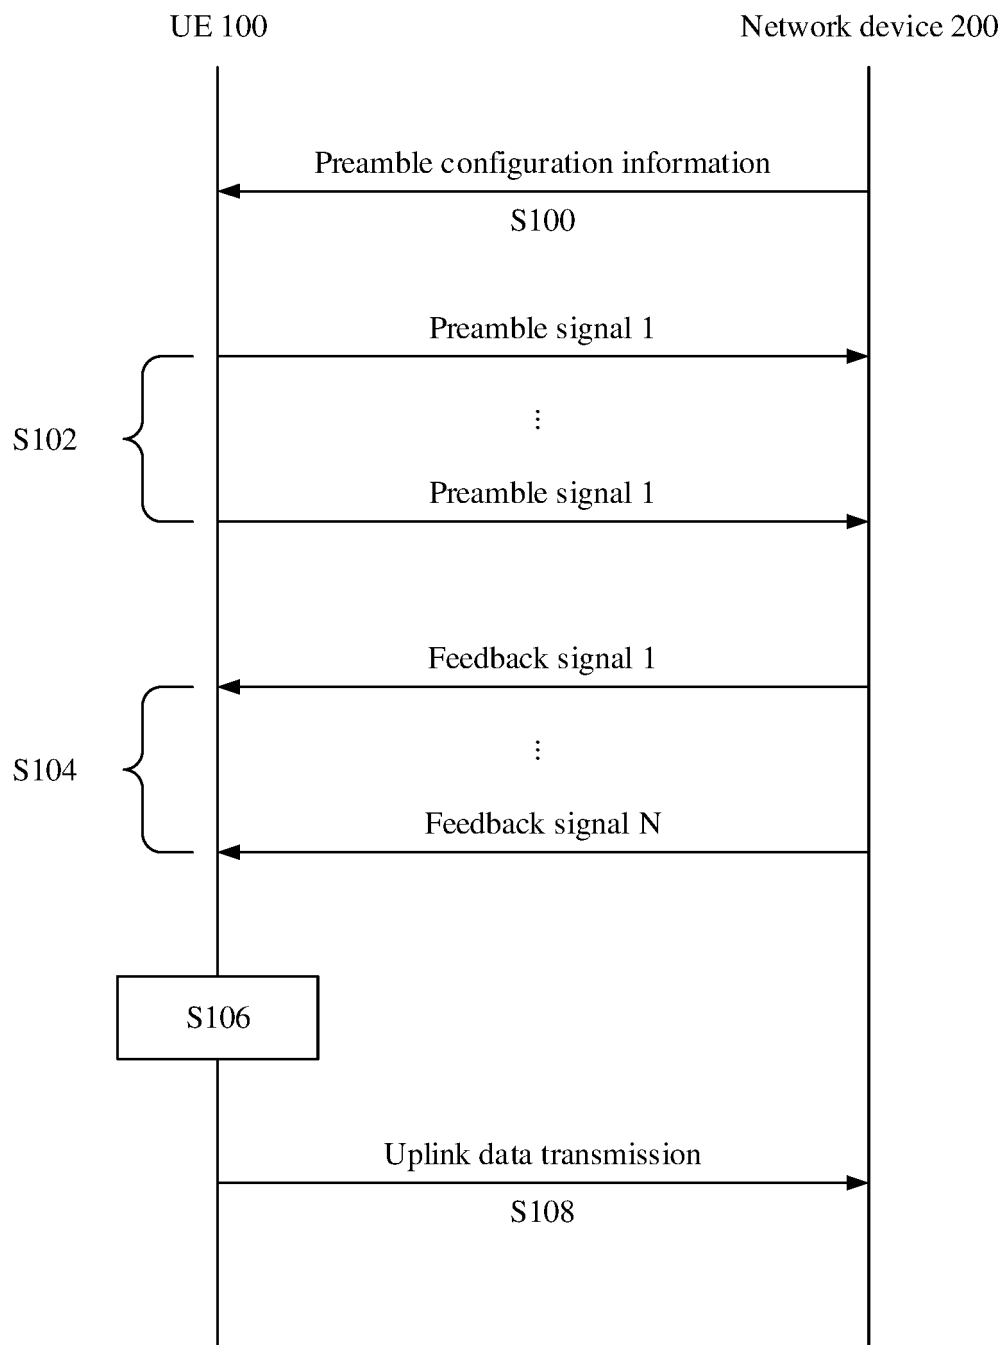 UE 100
Network device 200
Preamble configuration information
S100
Preamble signal 1
⋮
S102
Preamble signal 1
Feedback signal 1
⋮
S104
Feedback signal N
S106
Uplink data transmission
S108